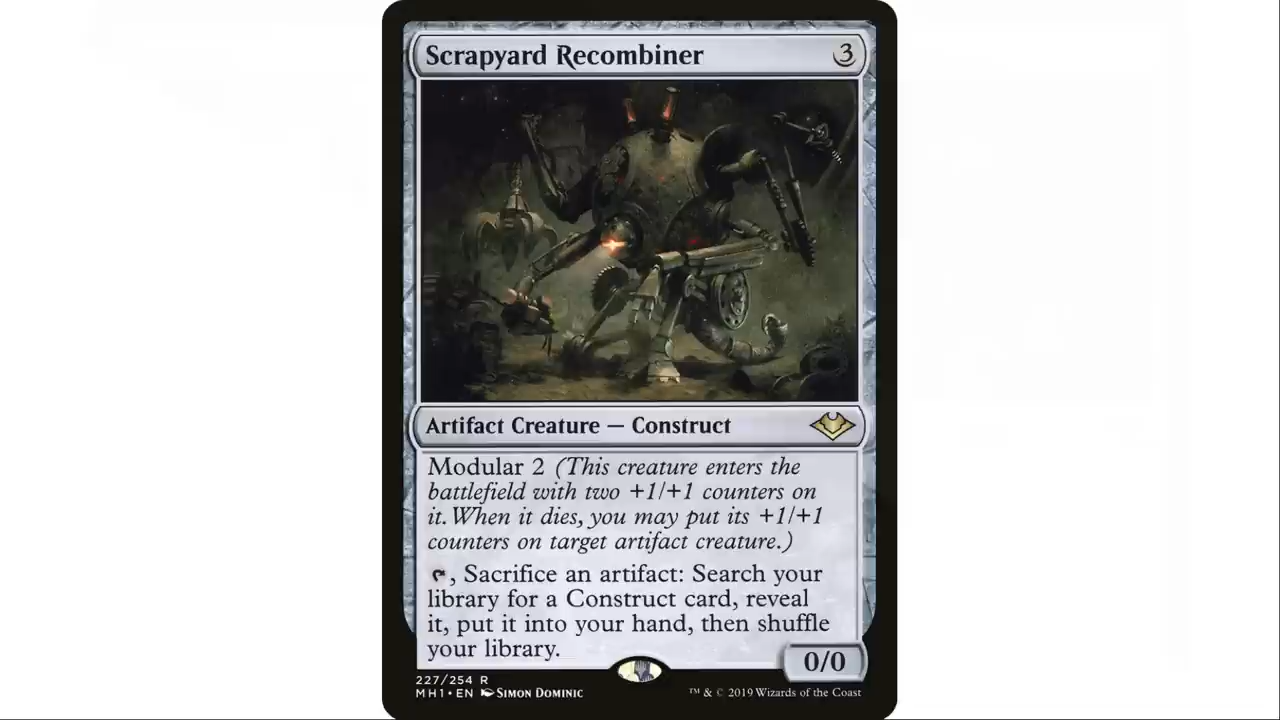 Scrapyard Recombiner 3
Artifact Creature — Construct
Modular 2 (This creature enters the
battlefield with two +1/+1 counters on
it. When it dies, you may put its +1/+1
counters on target artifact creature.)
, Sacrifice an artifact: Search your
library for a Construct card, reveal
it, put it into your hand, then shuffle
your library.
0/0
227/254 R
MH1 • EN Simon Dominic
™ & © 2019 Wizards of the Coast